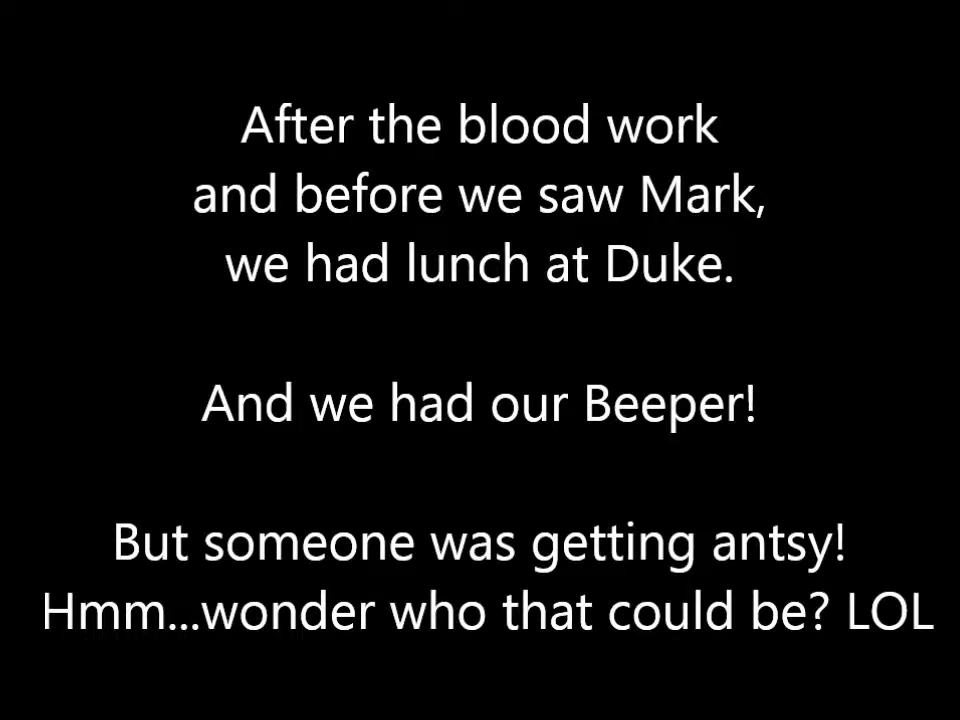 After the blood work
and before we saw Mark,
we had lunch at Duke.
And we had our Beeper!
But someone was getting antsy!
Hmm...wonder who that could be? LOL